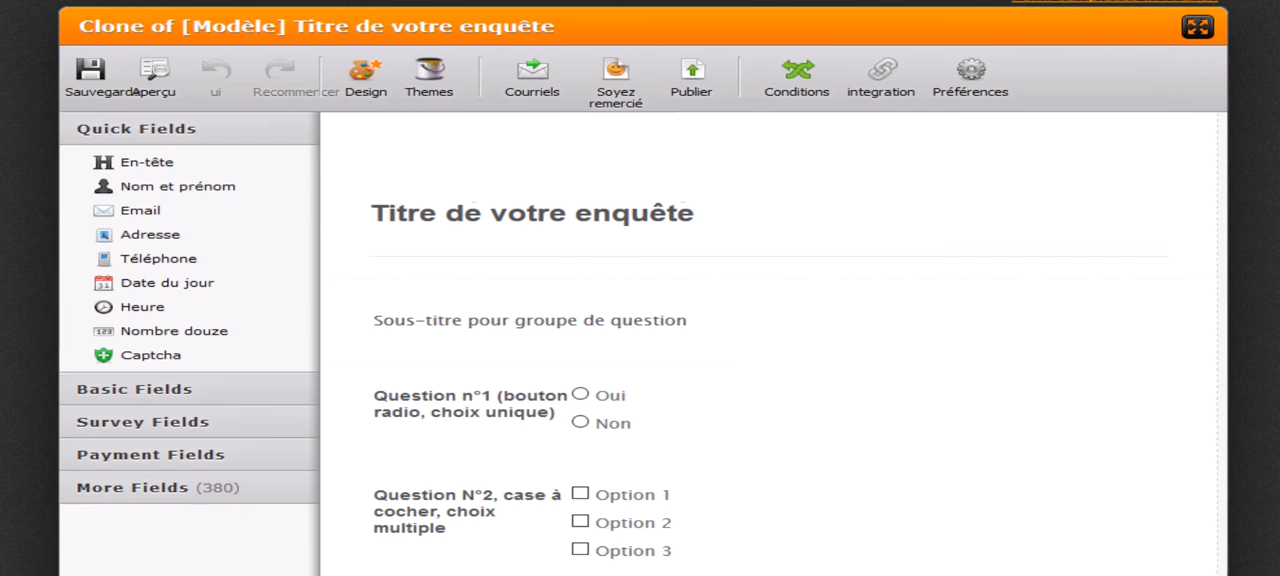 Clone of [Modèle] Titre de votre enquête
Sauvegarde Aperçu ui Recommencer Design Themes Courriels Soyez remercié Publier Conditions integration Préférences
Quick Fields
En-tête
Nom et prénom
Email
Adresse
Téléphone
Date du jour
Heure
Nombre douze
Captcha
Basic Fields
Survey Fields
Payment Fields
More Fields (380)
Titre de votre enquête
Sous-titre pour groupe de question
Question n°1 (bouton
radio, choix unique)
Oui
Non
Question N°2, case à
cocher, choix
multiple
Option 1
Option 2
Option 3